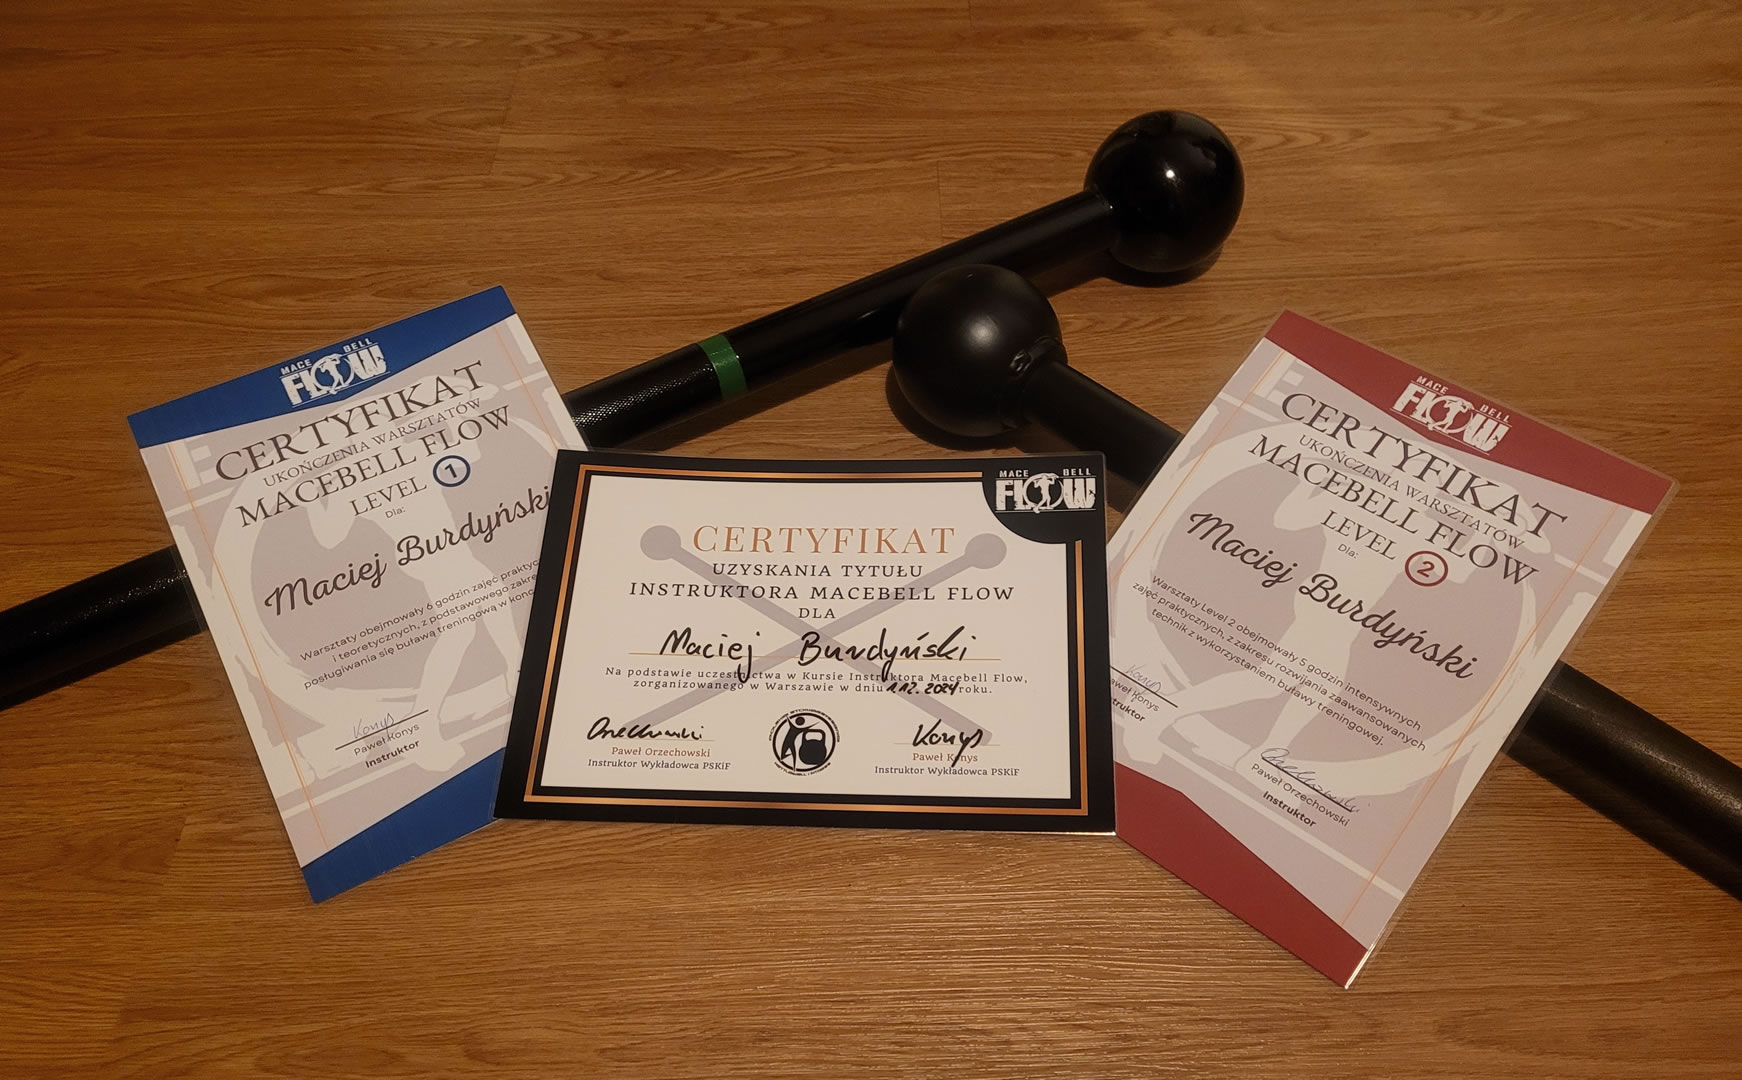 MACE BELL
FLOW
CERTYFIKAT
UKOŃCZENIA WARSZTATÓW
MACEBELL FLOW
LEVEL 1
Dla:
Maciej Burdyński
Warsztaty obejmowały 6 godzin zajęć
i teoretycznych, z podstawowego
posługiwania się buławą treningową w
Konys
Paweł Konys
Instruktor
MACE BELL
FLOW
CERTYFIKAT
UZYSKANIA TYTUŁU
INSTRUKTORA MACEBELL FLOW
DLA
Maciej Burdyński
Na podstawie uczestnictwa w Kursie Instruktora Macebell Flow,
zorganizowanego w Warszawie w dniu 1.12.2024 roku.
Orzechowski
Konys
Paweł Orzechowski
Paweł Konys
Instruktor Wykładowca PSKiF
Instruktor Wykładowca PSKiF
MACE BELL
FLOW
CERTYFIKAT
UKOŃCZENIA WARSZTATÓW
MACEBELL FLOW
LEVEL 2
Dla:
Maciej Burdyński
Warsztaty Level 2 obejmowały 5 godzin intensywnych
zajęć praktycznych, z zakresu rozwijania zaawansowanych
technik z wykorzystaniem buławy treningowej.
Konys
Paweł Konys
Orzechowski
Paweł Orzechowski
Instruktor